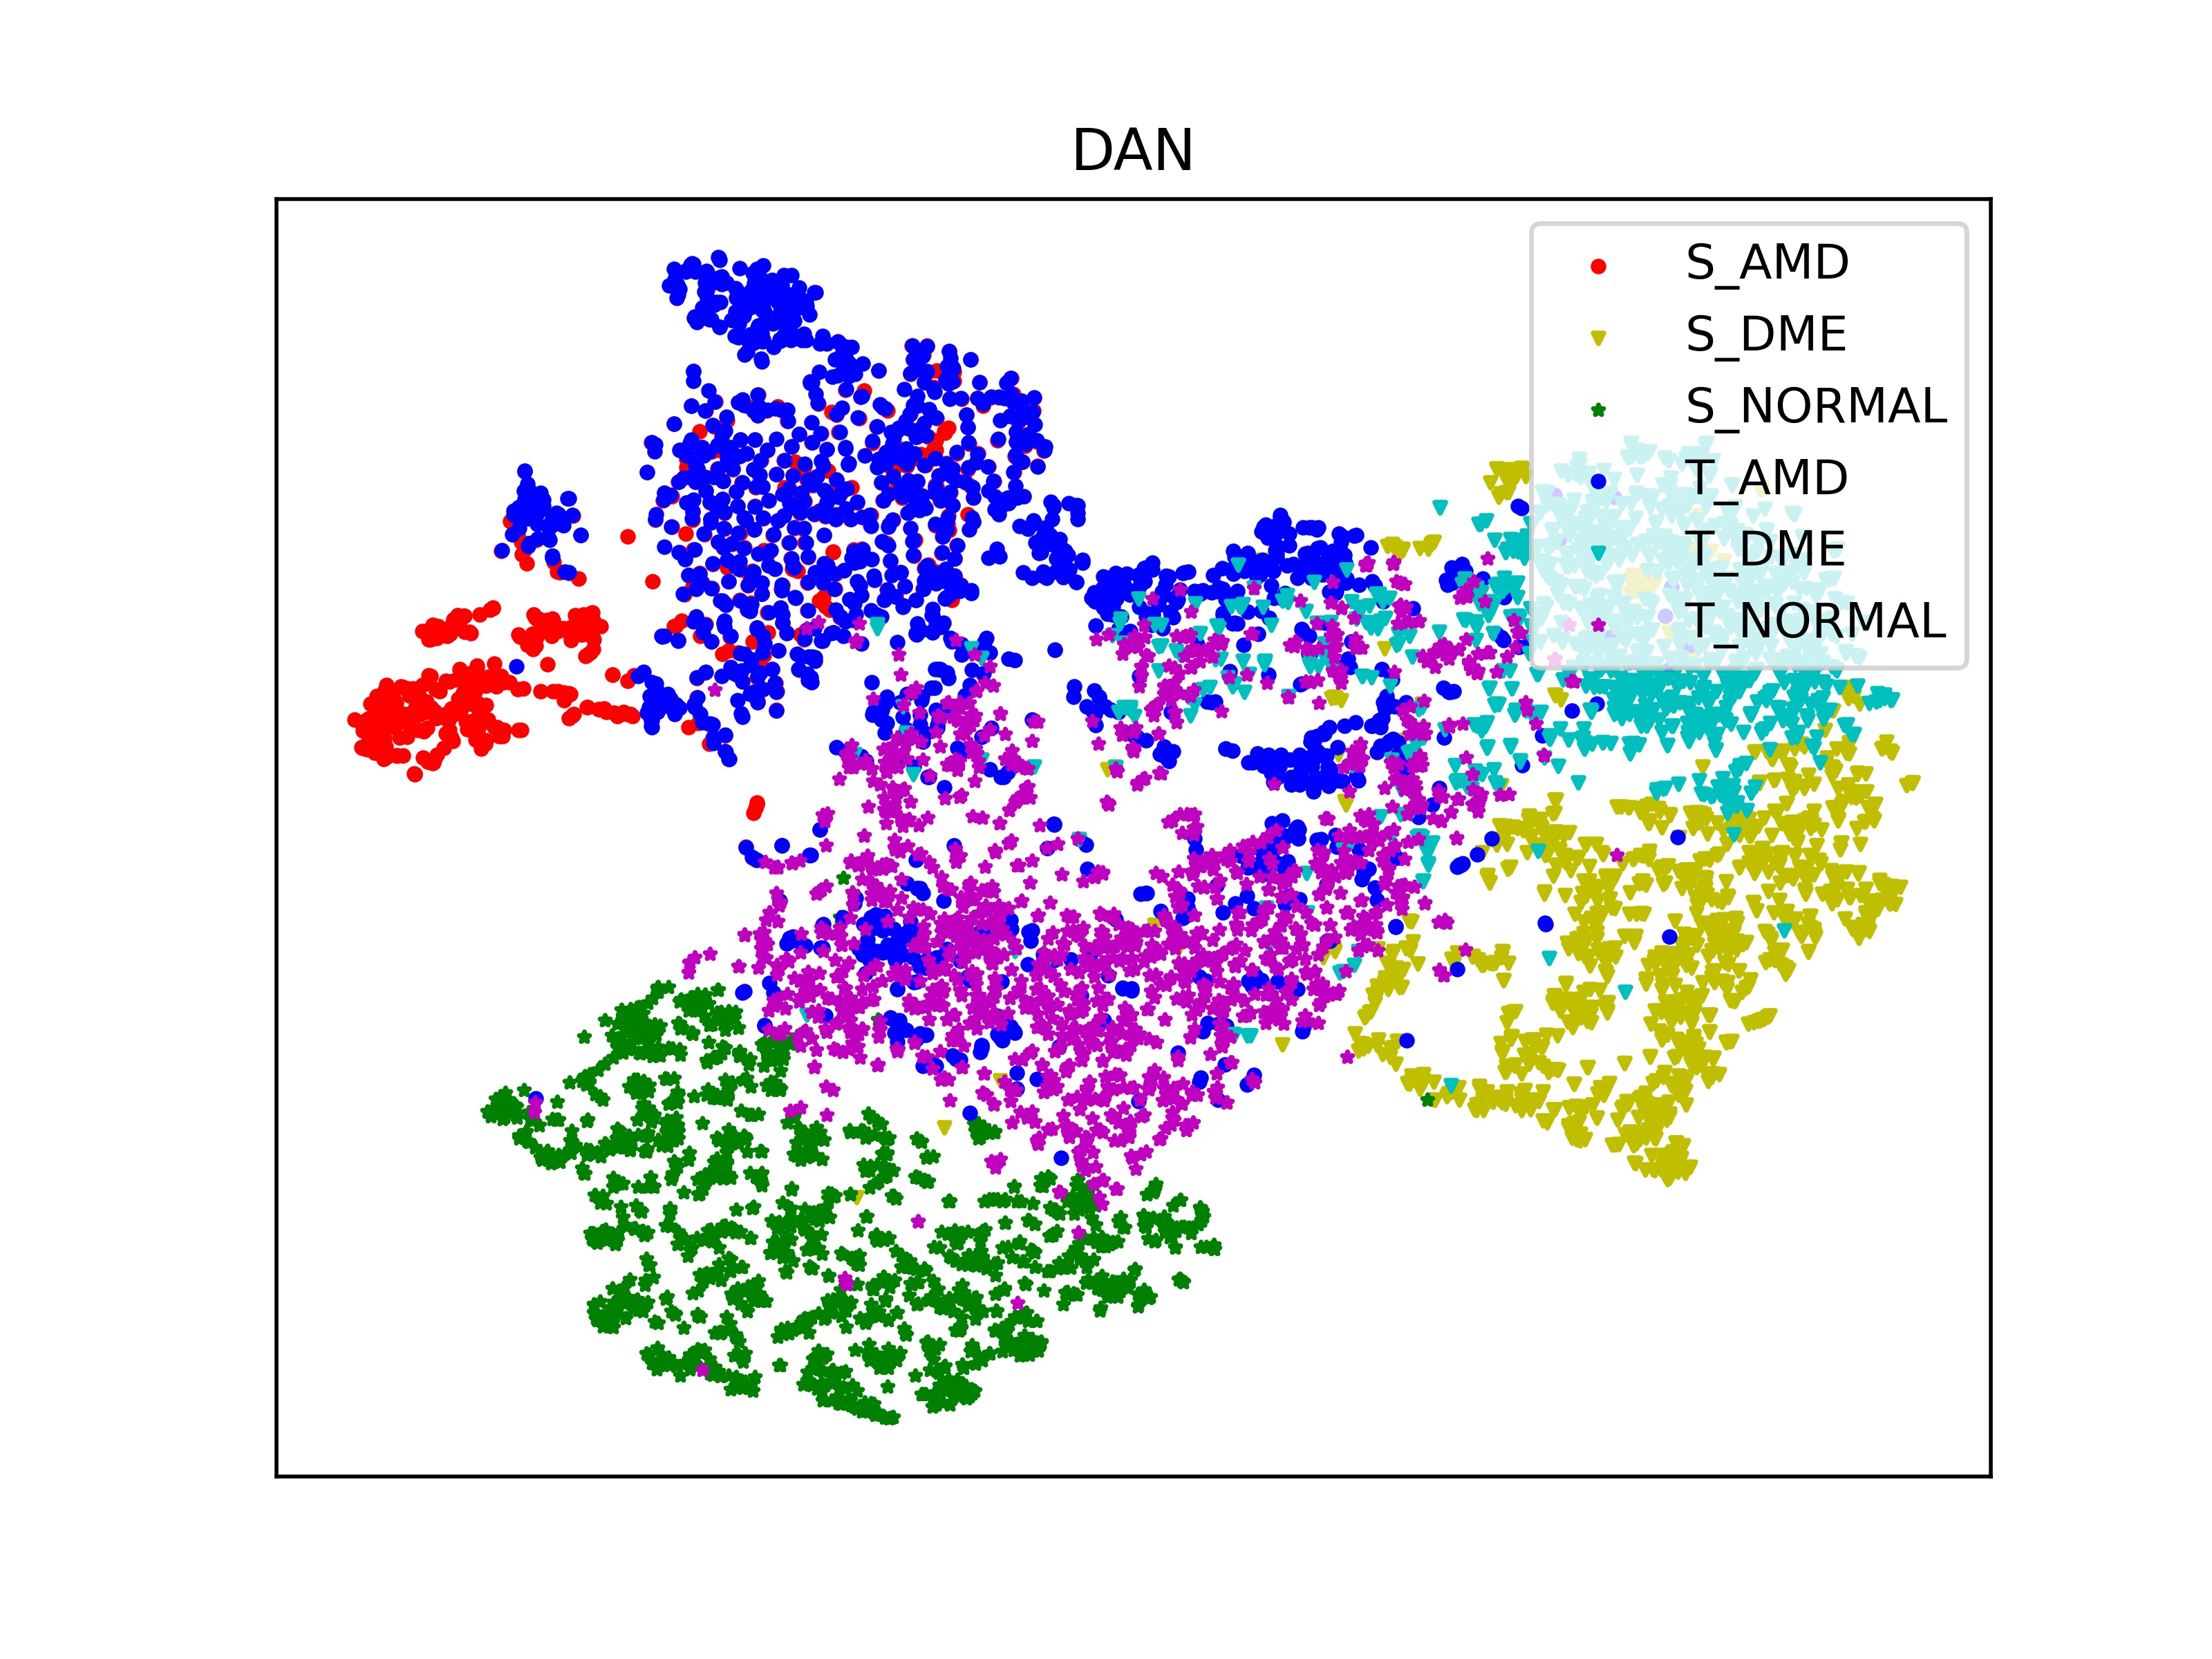 DAN
S_AMD
S_DME
S_NORMAL
T_AMD
T_DME
T_NORMAL